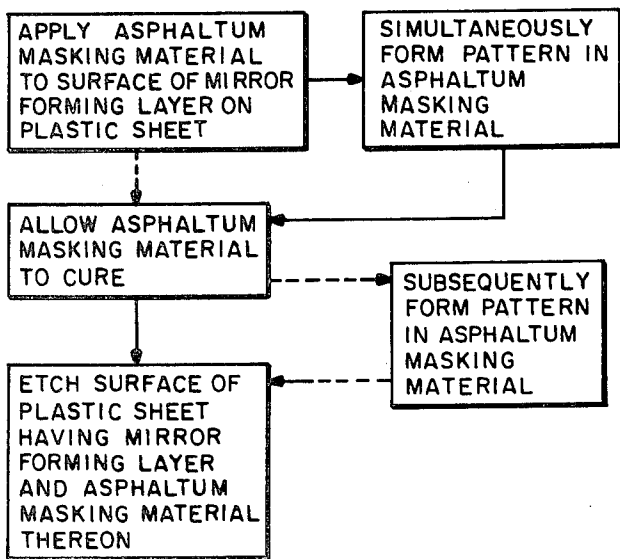 APPLY ASPHALTUM
MASKING MATERIAL
TO SURFACE OF MIRROR
FORMING LAYER ON
PLASTIC SHEET
SIMULTANEOUSLY
FORM PATTERN IN
ASPHALTUM
MASKING
MATERIAL
ALLOW ASPHALTUM
MASKING MATERIAL
TO CURE
SUBSEQUENTLY
FORM PATTERN
IN ASPHALTUM
MASKING
MATERIAL
ETCH SURFACE OF
PLASTIC SHEET
HAVING MIRROR
FORMING LAYER
AND ASPHALTUM
MASKING MATERIAL
THEREON